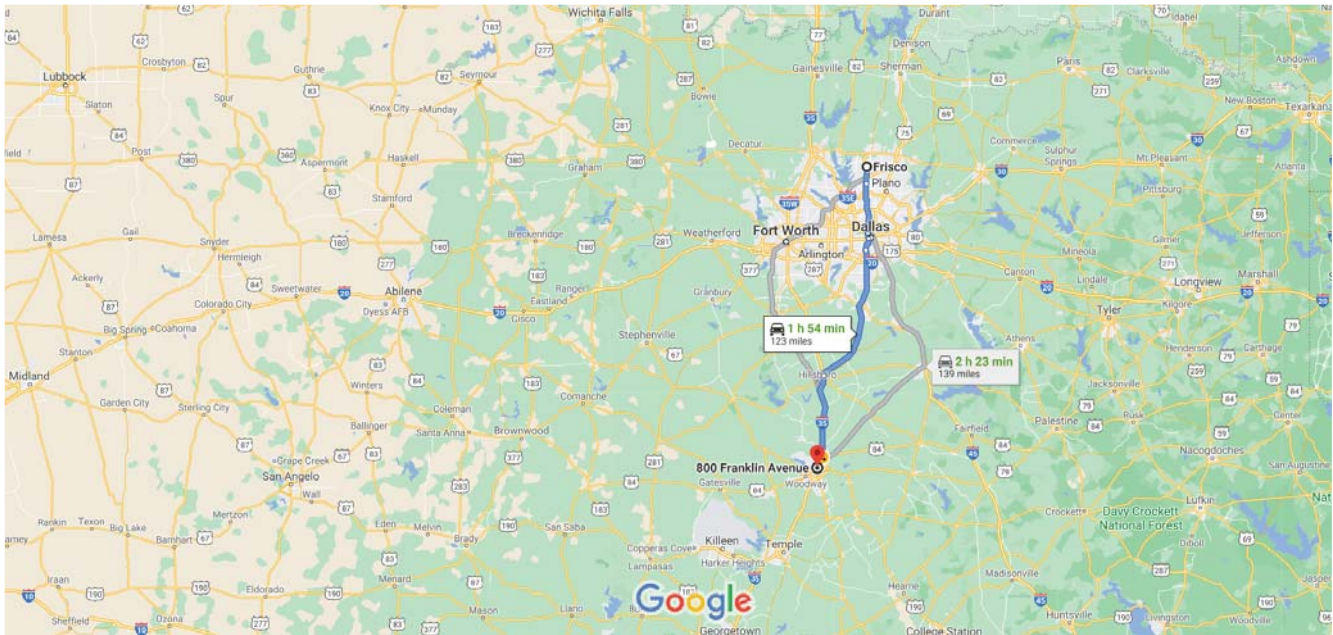 Wichita Falls
Durant
Idabel
Lubbock
Crosbyton
Guthrie
Seymour
Gainesville
Denison
Sherman
Paris
Clarksville
Ashdown
Slaton
Spur
Knox City
Munday
Bowie
New Boston
Texarkana
Post
Aspermont
Haskell
Graham
Decatur
Commerce
Sulphur
Springs
Mt Pleasant
Atlanta
Frisco
Plano
Pittsburg
Stamford
Lamesa
Gail
Snyder
Hermleigh
Breckenridge
Weatherford
Fort Worth
Dallas
Arlington
Mineola
Gilmer
Jefferson
Ackerly
Sweetwater
Abilene
Dyess AFB
Ranger
Eastland
Cisco
Granbury
Canton
Lindale
Longview
Marshall
Kilgore
Tyler
Colorado City
Big Spring
Coahoma
Stanton
Stephenville
1 h 54 min
123 miles
Athens
Henderson
Carthage
Midland
Winters
Hillsboro
2 h 23 min
139 miles
Jacksonville
Garden City
Sterling City
Ballinger
Coleman
Santa Anna
Comanche
Brownwood
Palestine
Rusk
Center
Fairfield
Nacogdoches
San Augustine
Grape Creek
San Angelo
Wall
800 Franklin Avenue
Gatesville
Woodway
Rankin
Texon
Big Lake
Mertzon
Barnhart
Eden
Melvin
Brady
San Saba
Crockett
Davy Crockett
National Forest
Lufkin
Diboll
Copperas Cove
Killeen
Temple
Lampasas
Harker Heights
Iraan
Eldorado
Menard
Madisonville
Hearne
Sheffield
Ozona
Mason
Llano
Google
Georgetown
College Station
Huntsville
Livingston
Woodville